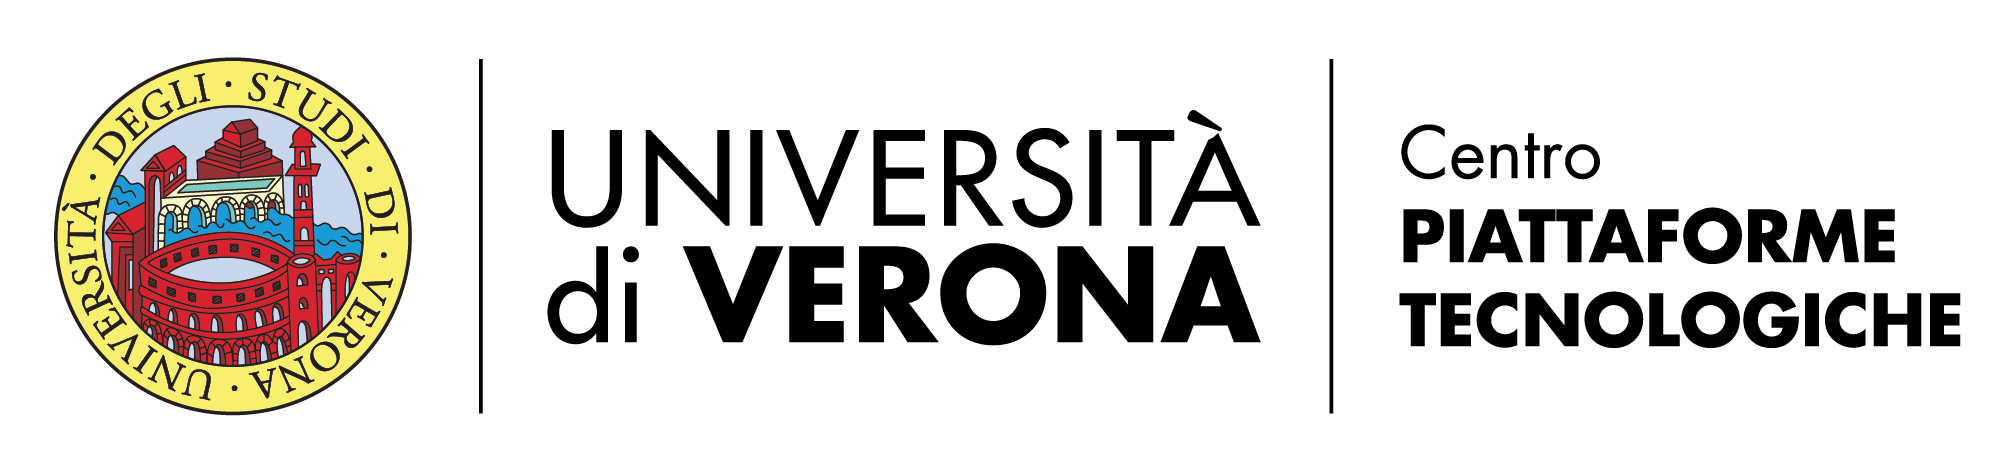 UNIVERSITÀ · DEGLI · STUDI · DI · VERONA ·
UNIVERSITÀ
di VERONA
Centro
PIATTAFORME
TECNOLOGICHE